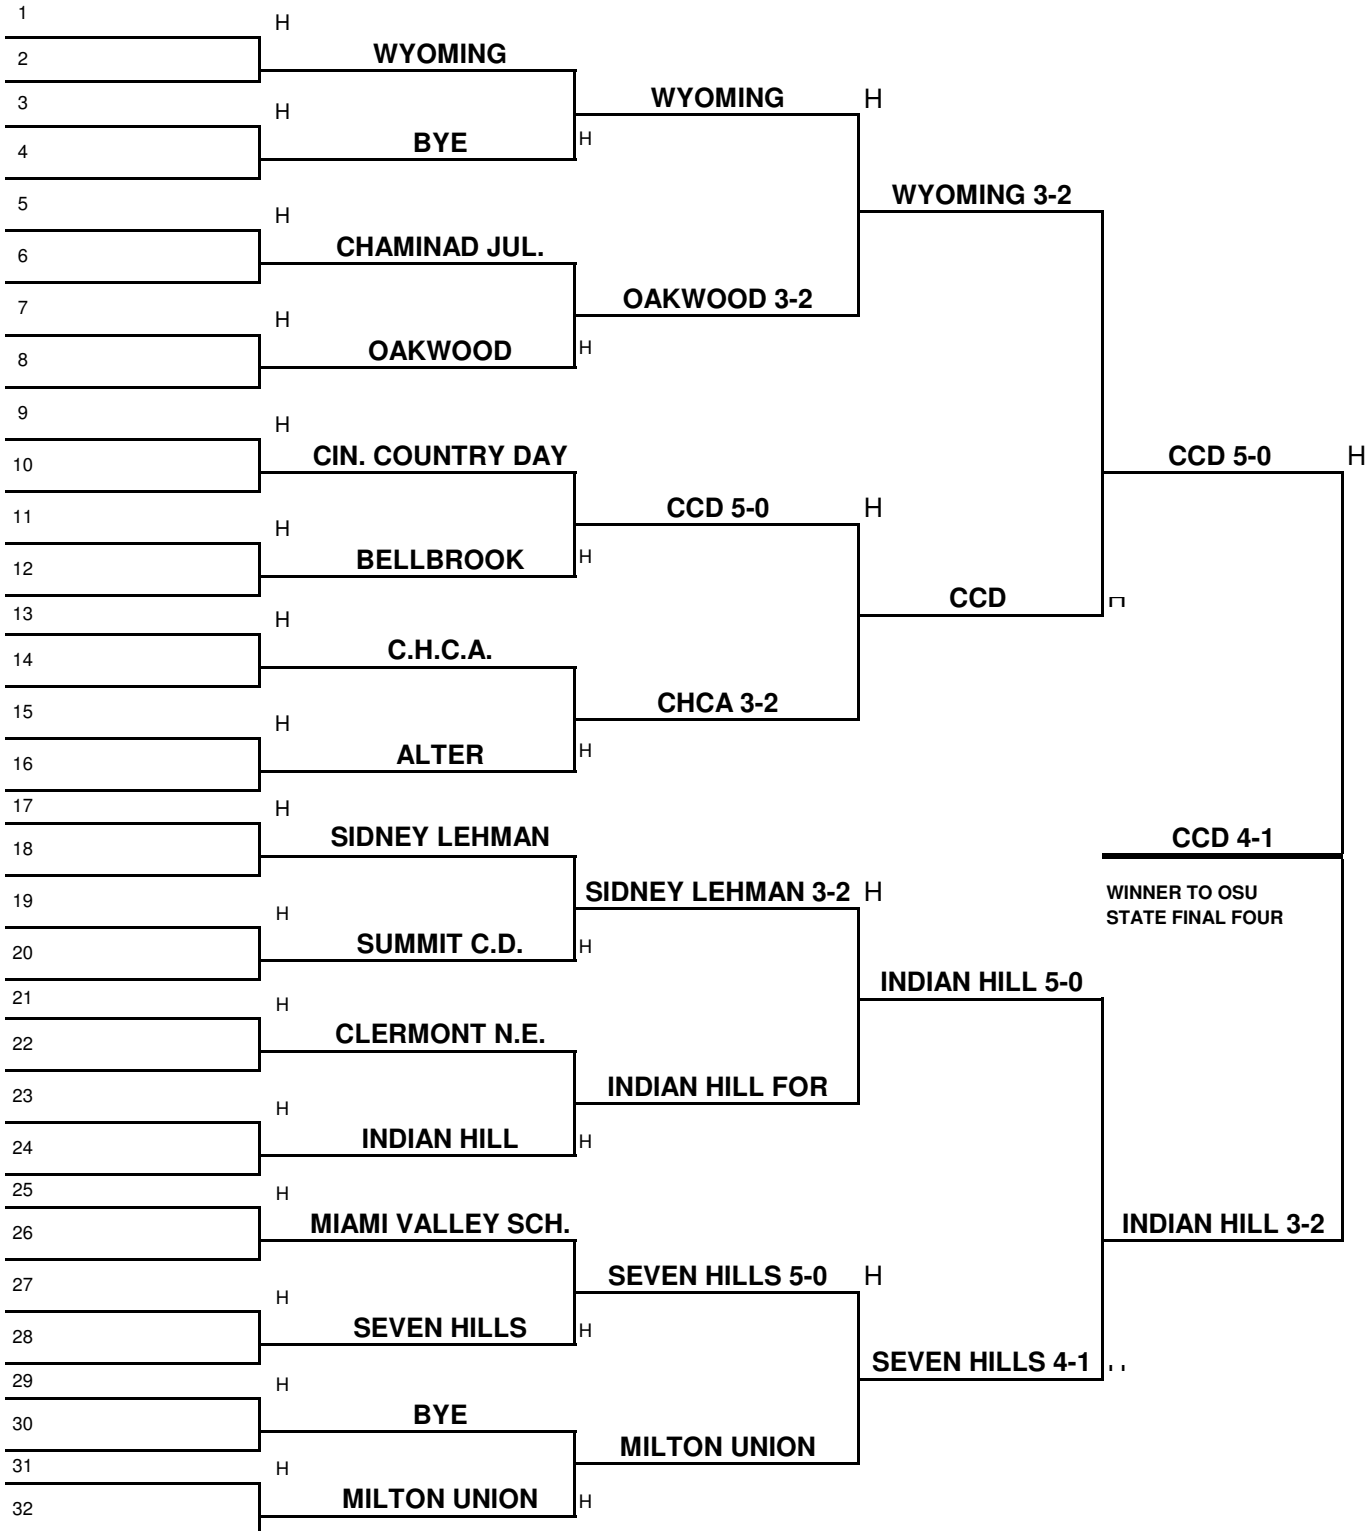 1
H
2
WYOMING
3
H
WYOMING
H
4
BYE
H
5
H
WYOMING 3-2
6
CHAMINAD JUL.
7
H
OAKWOOD 3-2
8
OAKWOOD
H
9
H
10
CIN. COUNTRY DAY
CCD 5-0
H
11
H
CCD 5-0
H
12
BELLBROOK
H
13
H
CCD
14
C.H.C.A.
15
H
CHCA 3-2
16
ALTER
H
17
H
18
SIDNEY LEHMAN
CCD 4-1
19
H
SIDNEY LEHMAN 3-2
H
WINNER TO OSU
STATE FINAL FOUR
20
SUMMIT C.D.
H
21
H
INDIAN HILL 5-0
22
CLERMONT N.E.
23
H
INDIAN HILL FOR
24
INDIAN HILL
H
25
H
26
MIAMI VALLEY SCH.
INDIAN HILL 3-2
27
H
SEVEN HILLS 5-0
H
28
SEVEN HILLS
H
29
H
SEVEN HILLS 4-1
30
BYE
31
H
MILTON UNION
32
MILTON UNION
H